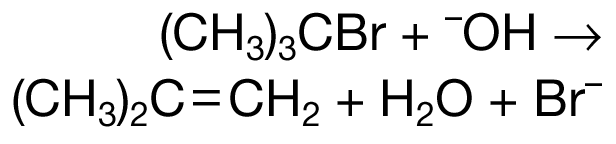 (CH₃)₃CBr + ⁻OH →
(CH₃)₂C=CH₂ + H₂O + Br⁻